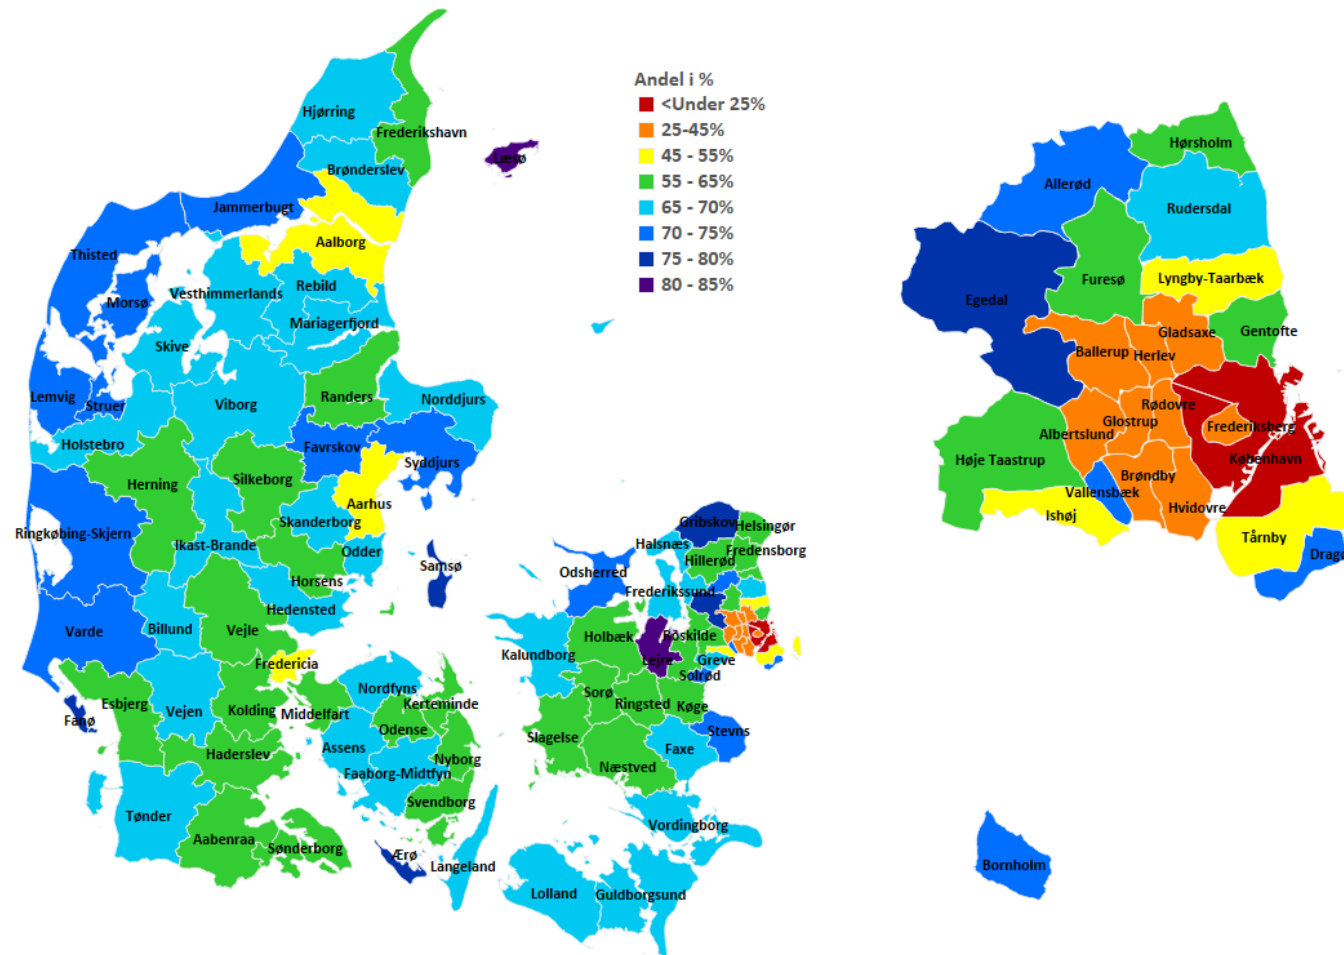 Andel i %
<Under 25%
25-45%
45 - 55%
55 - 65%
65 - 70%
70 - 75%
75 - 80%
80 - 85%
Hjørring
Frederikshavn
Læsø
Brønderslev
Jammerbugt
Aalborg
Thisted
Morsø
Vesthimmerlands
Rebild
Mariagerfjord
Skive
Lemvig
Struer
Viborg
Randers
Norddjurs
Holstebro
Favrskov
Syddjurs
Herning
Silkeborg
Aarhus
Ringkøbing-Skjern
Skanderborg
Ikast-Brande
Odder
Samsø
Horsens
Hedensted
Varde
Billund
Vejle
Fredericia
Esbjerg
Fanø
Vejen
Kolding
Middelfart
Nordfyns
Kerteminde
Odense
Assens
Haderslev
Nyborg
Faaborg-Midtfyn
Svendborg
Tønder
Aabenraa
Sønderborg
Ærø
Langeland
Gribskov
Helsingør
Halsnæs
Fredensborg
Hillerød
Odsherred
Frederikssund
Holbæk
Roskilde
Kalundborg
Lejre
Greve
Solrød
Sorø
Ringsted
Køge
Slagelse
Stevns
Faxe
Næstved
Vordingborg
Lolland
Guldborgsund
Hørsholm
Allerød
Rudersdal
Egedal
Furesø
Lyngby-Taarbæk
Gladsaxe
Gentofte
Ballerup
Herlev
Rødovre
Glostrup
Frederiksberg
Albertslund
Høje Taastrup
København
Brøndby
Vallensbæk
Hvidovre
Ishøj
Tårnby
Bornholm